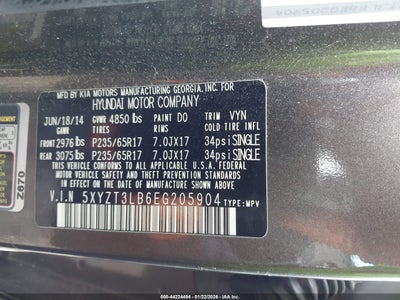 MFD BY KIA MOTORS MANUFACTURING GEORGIA, INC. FOR
HYUNDAI MOTOR COMPANY
JUN/18/14 GVWR 4850 lbs PAINT DO TRIM VYN
GAWR TIRES RIMS COLD TIRE INFL.
FRONT 2976 lbs P235/65R17 7.0JX17 34psi SINGLE
REAR 3075 lbs P235/65R17 7.0JX17 34psi SINGLE
THIS VEHICLE CONFORMS TO ALL APPLICABLE
FEDERAL MOTOR VEHICLE SAFETY AND
THEFT PREVENTION STANDARDS IN EFFECT ON
THE DATE OF MANUFACTURE SHOWN ABOVE.
V.I.N 5XYZT3LB6EG205904 TYPE:MPV
Z670
000-44224494 - 01/22/2026 - IAA